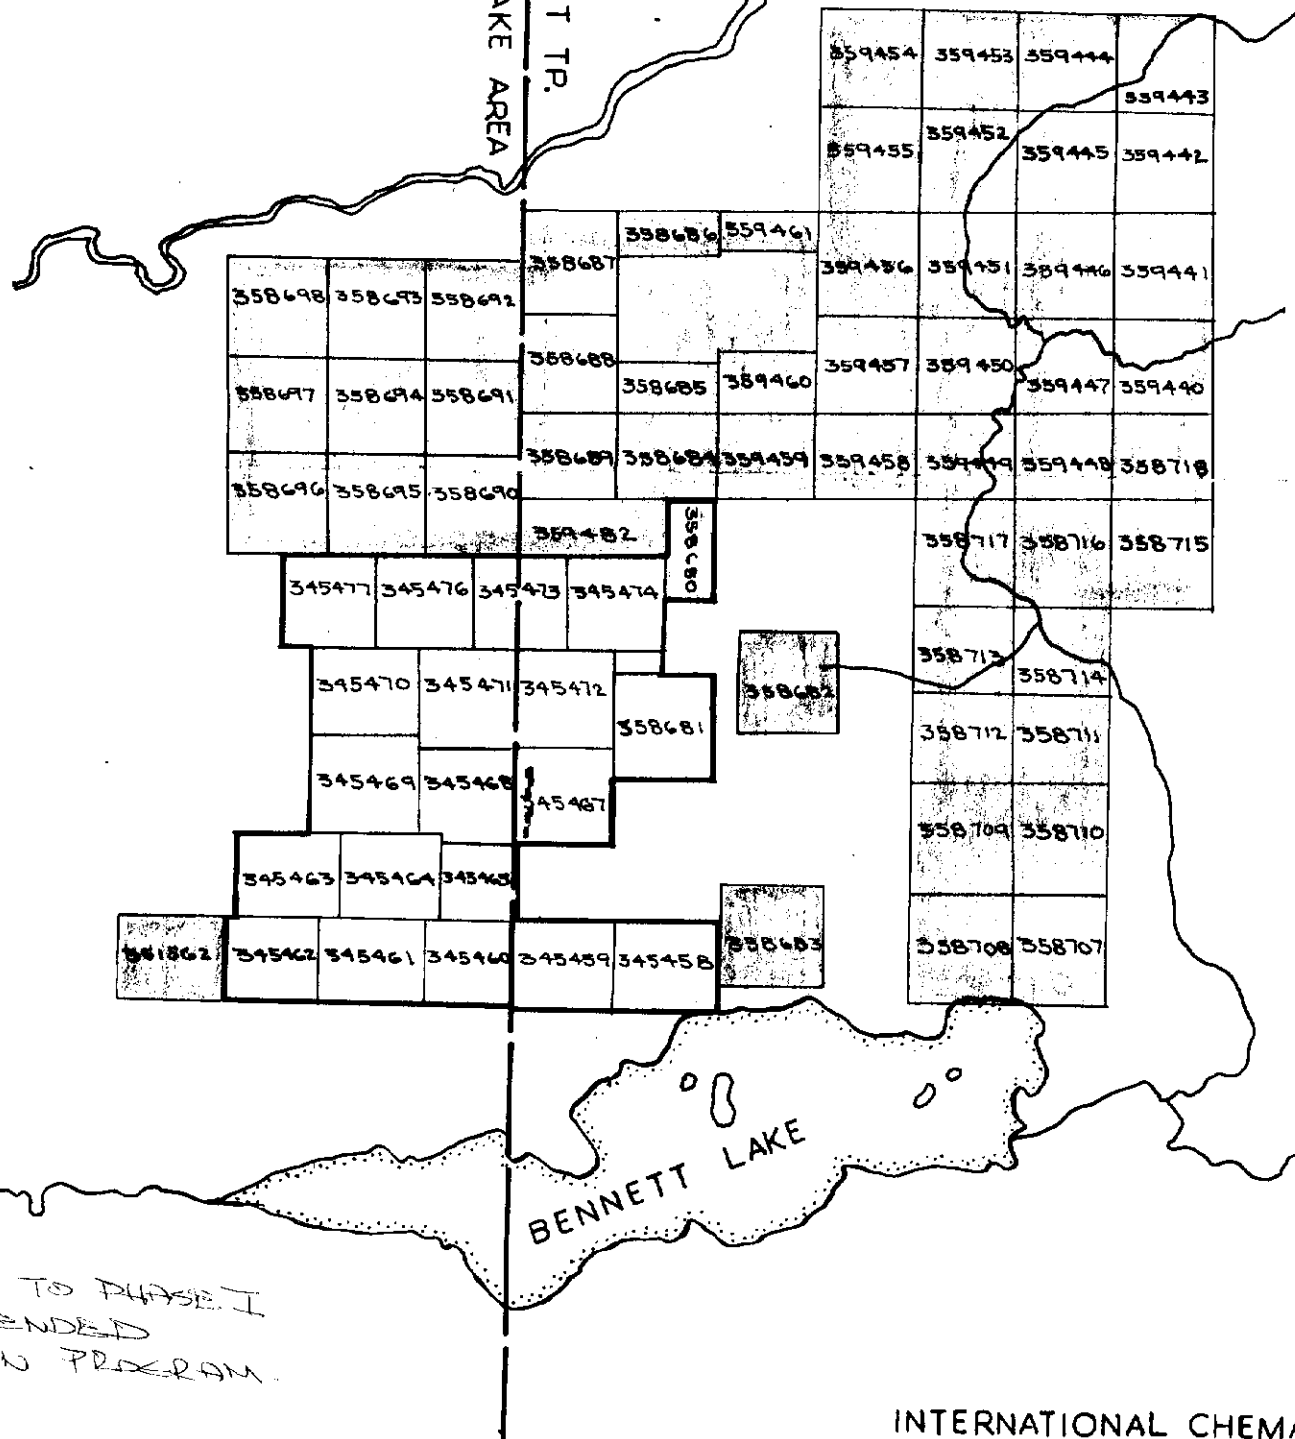 T TP.
AKE AREA
359454 359453 359444
359443
359455 359452 359445 359442
358687 358686 359461 359456 359451 359446 359441
358698 358693 358692
358688 358685 359460 359457 359450 359447 359440
358697 358694 358691
358689 358684 359459 359458 359449 359448 358718
358696 358695 358690
359482 358680 358717 358716 358715
345477 345476 345473 345474
345470 345471 345472 358681 358682 358713 358714
358712 358711
345469 345468 45467
358709 358710
345463 345464 345465
345462 345461 345460 345459 345458 358683 358708 358707
BENNETT LAKE
TO PHASE I
ENDED
N PROGRAM.
INTERNATIONAL CHEMA